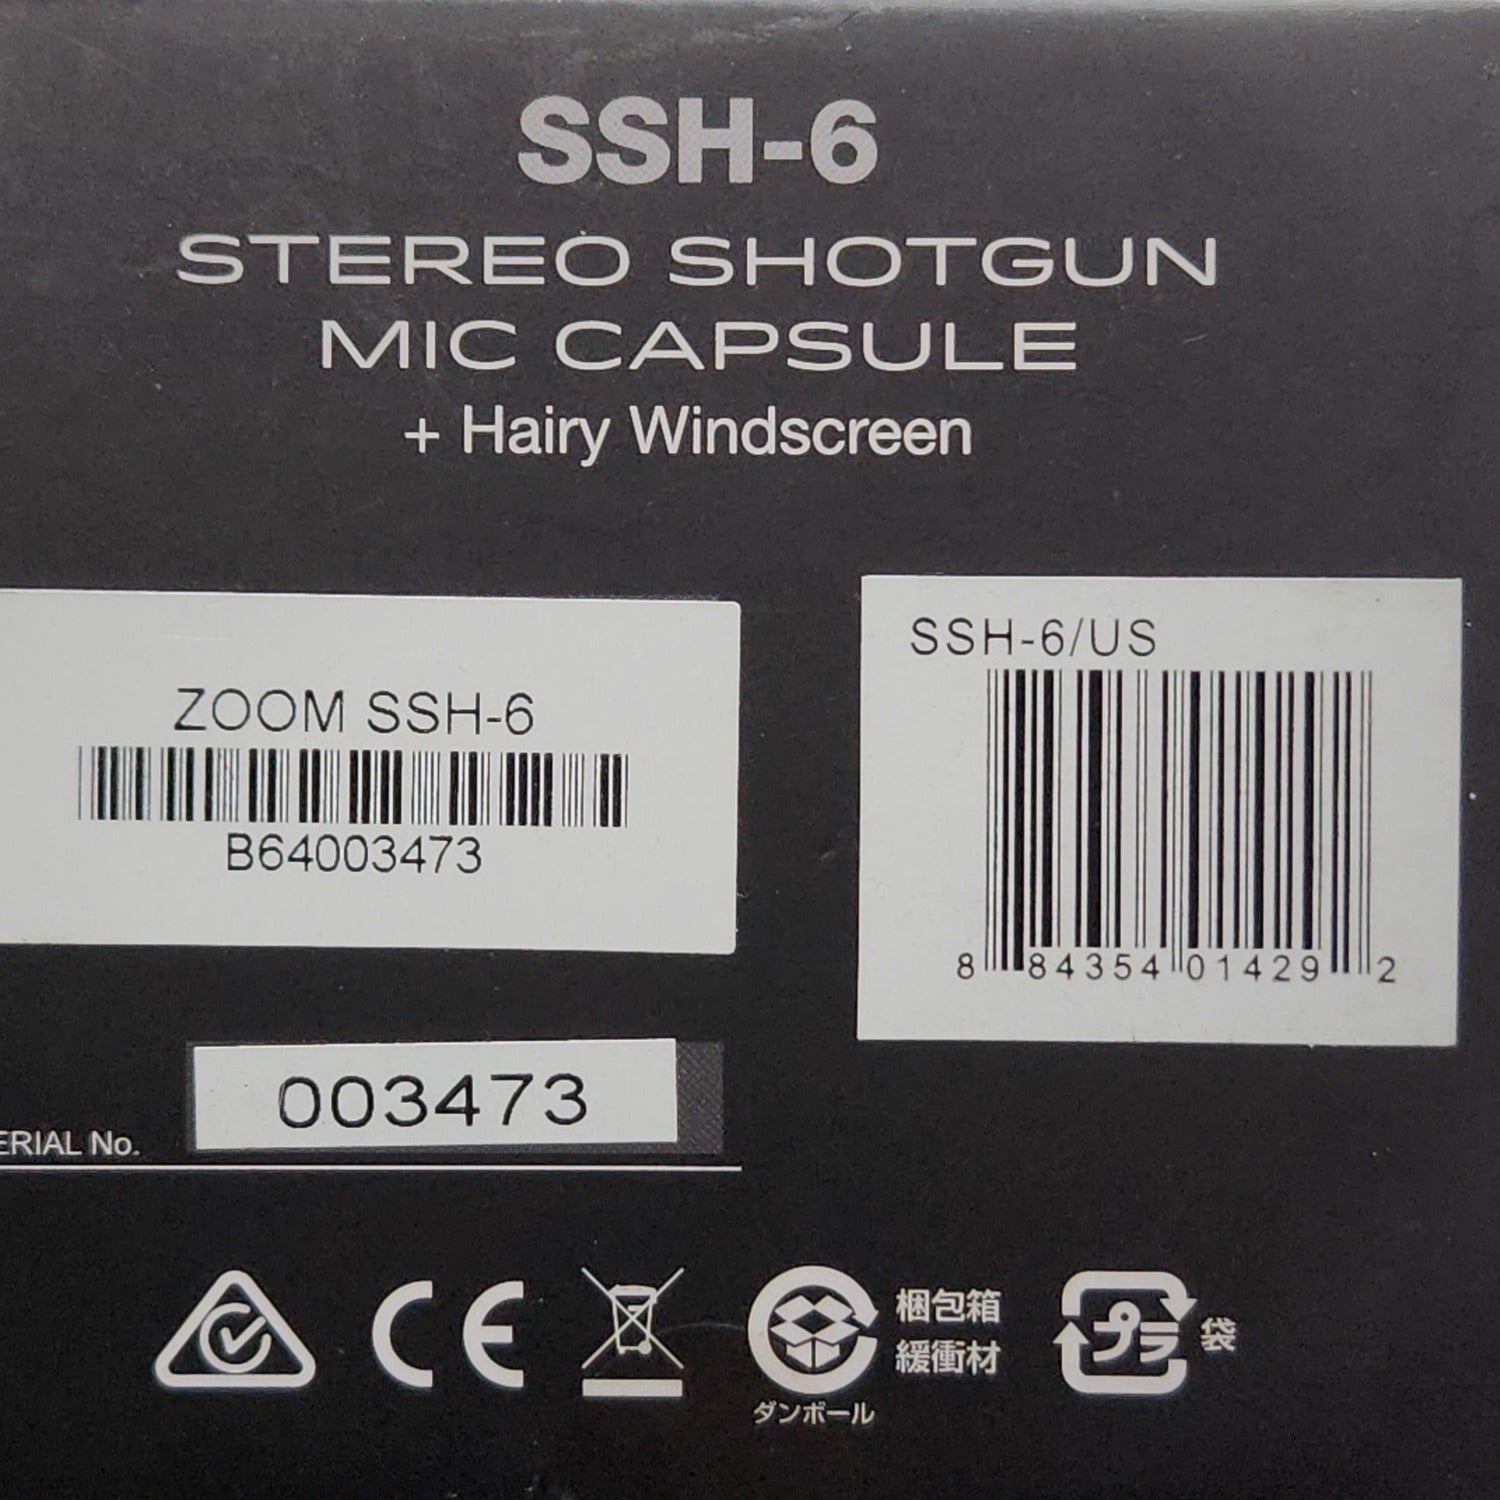 SSH-6
STEREO SHOTGUN
MIC CAPSULE
+ Hairy Windscreen
ZOOM SSH-6
B64003473
SSH-6/US
8 84354 01429 2
003473
ERIAL No.
CE
梱包箱
緩衝材
ダンボール
プラ
袋